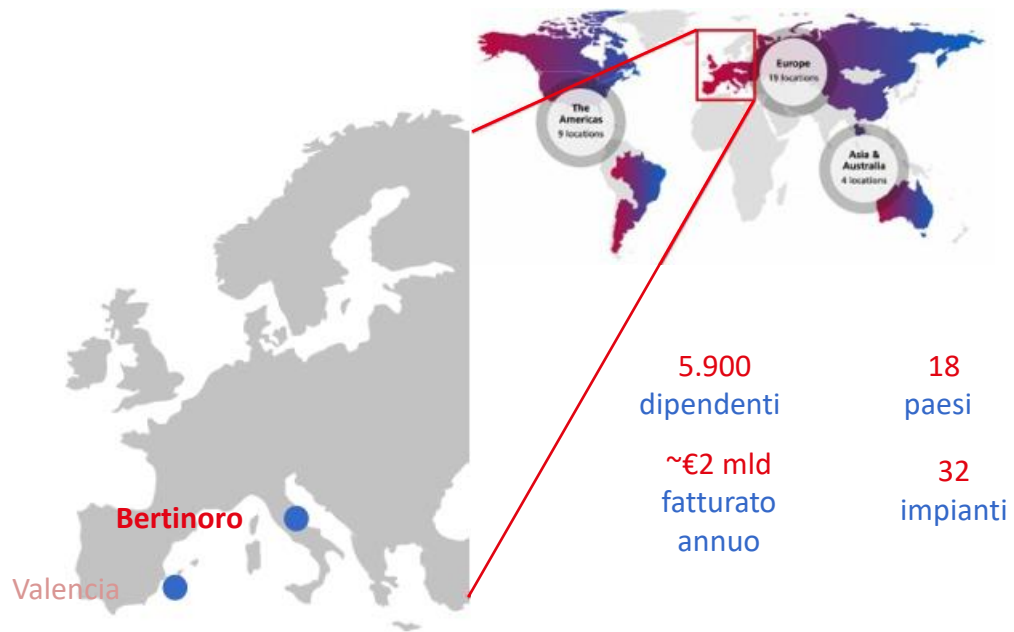 Europe
19 locations
The
Americas
9 locations
Asia &
Australia
4 locations
5.900
dipendenti
18
paesi
~€2 mld
fatturato
annuo
32
impianti
Bertinoro
Valencia